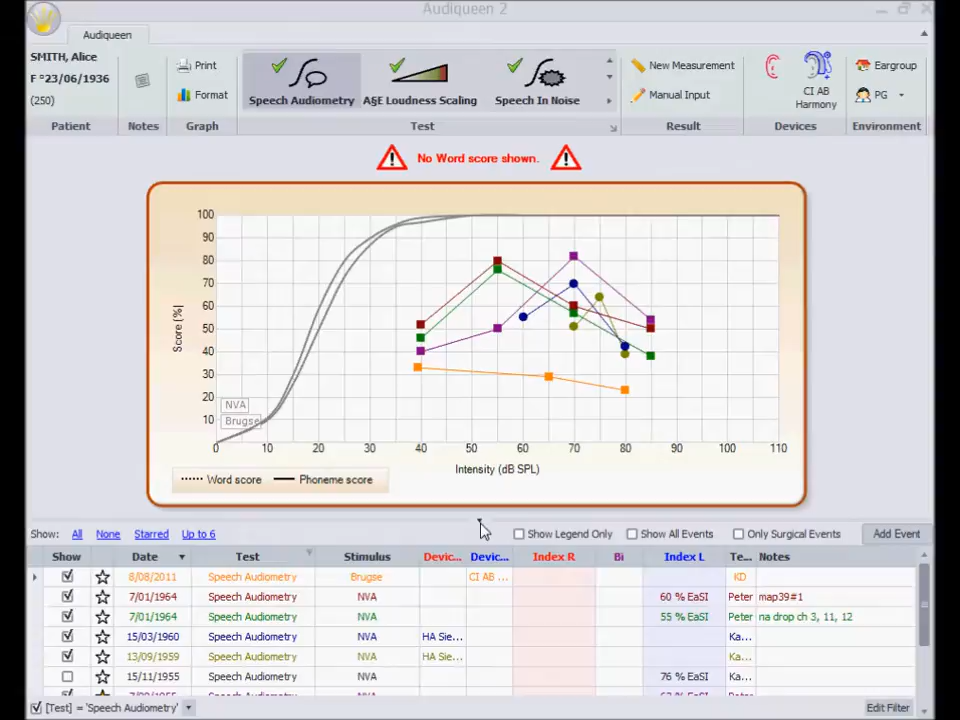 Audiqueen 2
Audiqueen
SMITH, Alice
F °23/06/1936
(250)
Patient
Notes
Print
Format
Graph
Speech Audiometry
A§E Loudness Scaling
Speech In Noise
Test
New Measurement
Manual Input
Result
CI AB
Harmony
Devices
Eargroup
PG
Environment
No Word score shown.
100
90
80
70
60
50
40
30
20
10
Score [%]
NVA
Brugse
0 10 20 30 40 50 60 70 80 90 100 110
Intensity (dB SPL)
Word score Phoneme score
Show: All None Starred Up to 6 Show Legend Only Show All Events Only Surgical Events Add Event
Show Date Test Stimulus Devic... Devic... Index R Bi Index L Te... Notes
8/08/2011 Speech Audiometry Brugse CI AB ... KD
7/01/1964 Speech Audiometry NVA 60 % EaSI Peter map39#1
7/01/1964 Speech Audiometry NVA 55 % EaSI Peter na drop ch 3, 11, 12
15/03/1960 Speech Audiometry NVA HA Sie... Ka...
13/09/1959 Speech Audiometry NVA HA Sie... Ka...
15/11/1955 Speech Audiometry NVA 76 % EaSI Ka...
[Test] = 'Speech Audiometry' Edit Filter